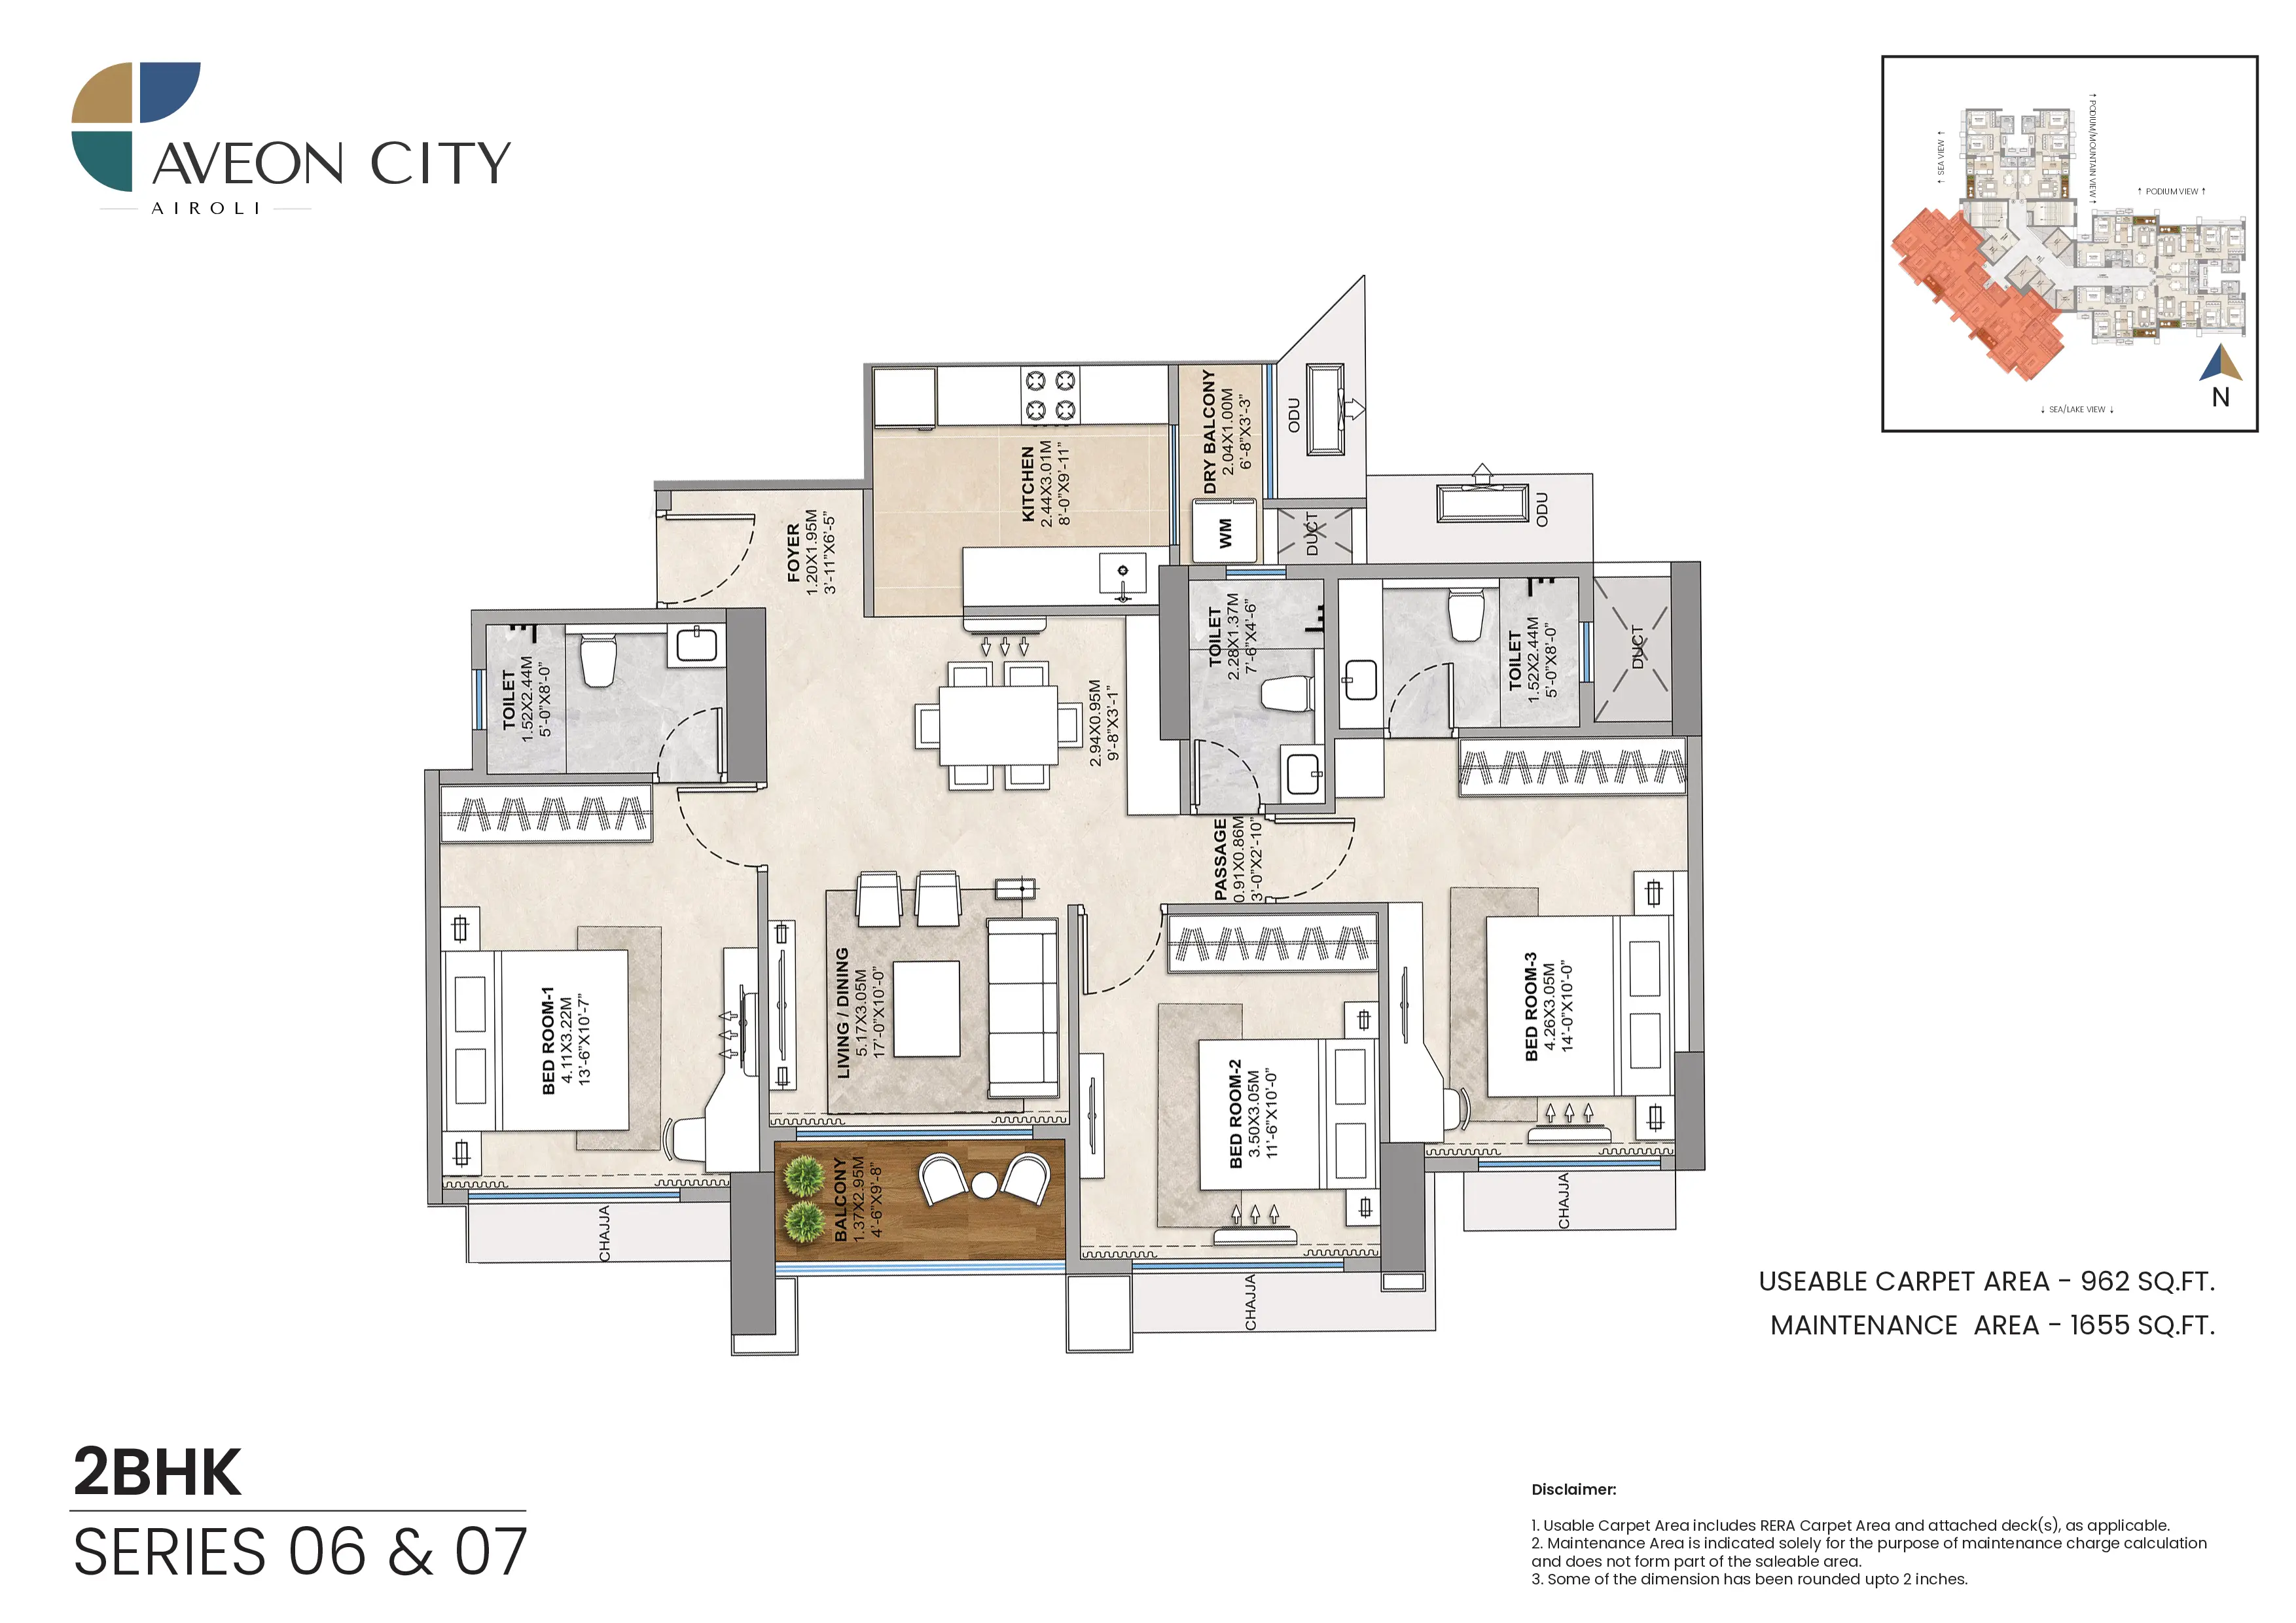 AVEON CITY
AIROLI
↑ SEA VIEW ↑
↑ PODIUM/MOUNTAIN VIEW ↑
↑ PODIUM VIEW ↑
↓ SEA/LAKE VIEW ↓
N
KITCHEN
2.44X3.01M
8'-0"X9'-11"
DRY BALCONY
2.04X1.00M
6'-8"X3'-3"
ODU
WM
DUCT
ODU
FOYER
1.20X1.95M
3'-11"X6'-5"
TOILET
1.52X2.44M
5'-0"X8'-0"
2.94X0.95M
9'-8"X3'-1"
TOILET
2.28X1.37M
7'-6"X4'-6"
TOILET
1.52X2.44M
5'-0"X8'-0"
DUCT
PASSAGE
0.91X0.86M
3'-0"X2'-10"
BED ROOM-1
4.11X3.22M
13'-6"X10'-7"
LIVING / DINING
5.17X3.05M
17'-0"X10'-0"
BED ROOM-2
3.50X3.05M
11'-6"X10'-0"
BED ROOM-3
4.26X3.05M
14'-0"X10'-0"
BALCONY
1.37X2.95M
4'-6"X9'-8"
CHAJJA
CHAJJA
CHAJJA
USEABLE CARPET AREA - 962 SQ.FT.
MAINTENANCE AREA - 1655 SQ.FT.
2BHK
SERIES 06 & 07
Disclaimer:
1. Usable Carpet Area includes RERA Carpet Area and attached deck(s), as applicable.
2. Maintenance Area is indicated solely for the purpose of maintenance charge calculation
and does not form part of the saleable area.
3. Some of the dimension has been rounded upto 2 inches.